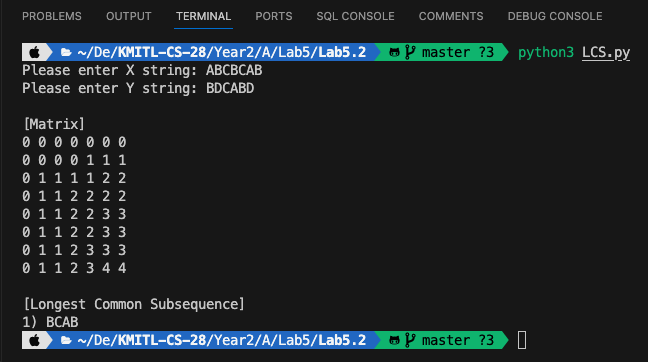 PROBLEMS OUTPUT TERMINAL PORTS SQL CONSOLE COMMENTS DEBUG CONSOLE
~/De/KMITL-CS-28/Year2/A/Lab5/Lab5.2 master ?3 python3 LCS.py
Please enter X string: ABCBCAB
Please enter Y string: BDCABD
[Matrix]
0 0 0 0 0 0 0
0 0 0 0 1 1 1
0 1 1 1 1 2 2
0 1 1 2 2 2 2
0 1 1 2 2 3 3
0 1 1 2 2 3 3
0 1 1 2 3 3 3
0 1 1 2 3 4 4
[Longest Common Subsequence]
1) BCAB
~/De/KMITL-CS-28/Year2/A/Lab5/Lab5.2 master ?3